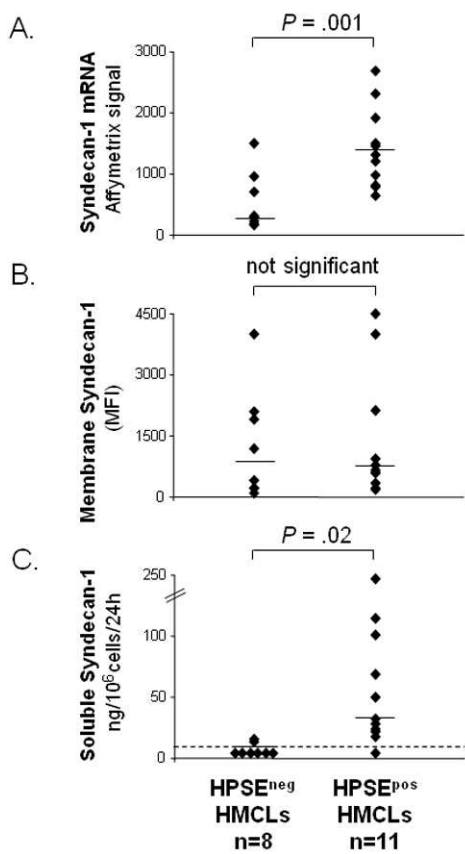 A.
P = .001
Syndecan-1 mRNA
Affymetrix signal
3000
2000
1000
0
B.
not significant
Membrane Syndecan-1
(MFI)
4500
3000
1500
0
C.
P = .02
Soluble Syndecan-1
ng/10⁶cells/24h
250
100
50
0
HPSEⁿᵉᵍ
HMCLs
n=8
HPSEᵖᵒˢ
HMCLs
n=11